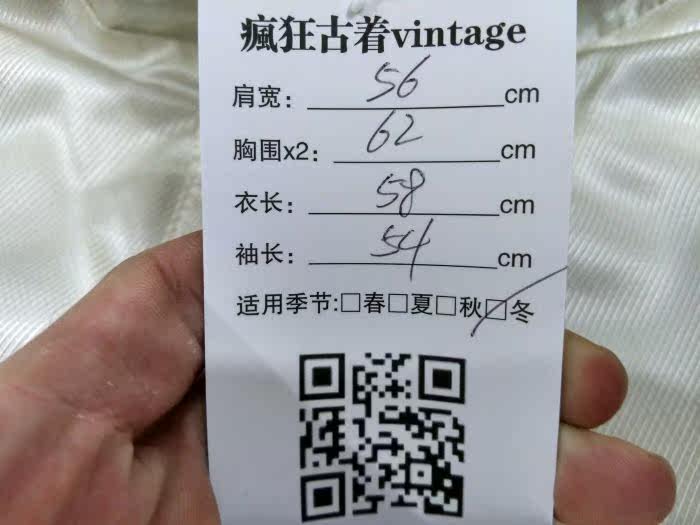 瘋狂古着vintage
肩宽：56cm
胸围x2：62cm
衣长：58cm
袖长：54cm
适用季节:□春□夏□秋☑冬